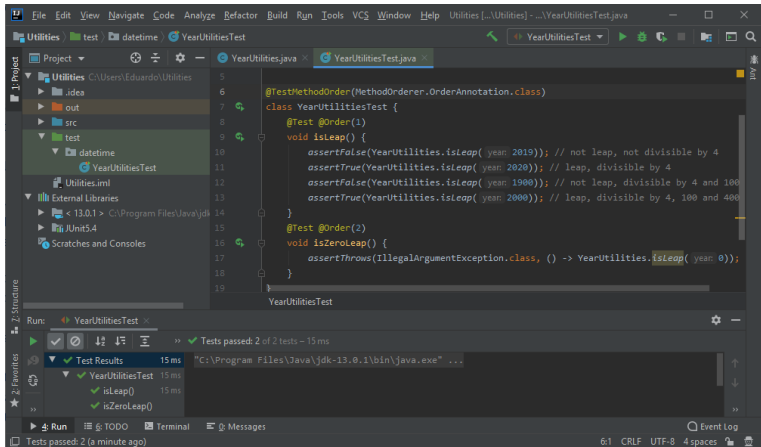 File Edit View Navigate Code Analyze Refactor Build Run Tools VCS Window Help Utilities [...\Utilities] - ...\YearUtilitiesTest.java
Utilities test datetime YearUtilitiesTest YearUtilitiesTest
Project YearUtilities.java YearUtilitiesTest.java
1: Project
Ant
Utilities C:\Users\Eduardo\Utilities
.idea
out
src
test
datetime
YearUtilitiesTest
Utilities.iml
External Libraries
< 13.0.1 > C:\Program Files\Java\jdk
JUnit5.4
Scratches and Consoles
5
6 @TestMethodOrder(MethodOrderer.OrderAnnotation.class)
7 class YearUtilitiesTest {
8 @Test @Order(1)
9 void isLeap() {
10 assertFalse(YearUtilities.isLeap( year: 2019)); // not leap, not divisible by 4
11 assertTrue(YearUtilities.isLeap( year: 2020)); // leap, divisible by 4
12 assertFalse(YearUtilities.isLeap( year: 1900)); // not leap, divisible by 4 and 100
13 assertTrue(YearUtilities.isLeap( year: 2000)); // leap, divisible by 4, 100 and 400
14 }
15 @Test @Order(2)
16 void isZeroLeap() {
17 assertThrows(IllegalArgumentException.class, () -> YearUtilities.isLeap( year: 0));
18 }
19 }
YearUtilitiesTest
7: Structure
2: Favorites
Run: YearUtilitiesTest
>> Tests passed: 2 of 2 tests – 15 ms
Test Results 15 ms "C:\Program Files\Java\jdk-13.0.1\bin\java.exe" ...
YearUtilitiesTest 15 ms
isLeap() 15 ms
isZeroLeap()
4: Run 6: TODO Terminal 0: Messages Event Log
Tests passed: 2 (a minute ago) 6:1 CRLF UTF-8 4 spaces